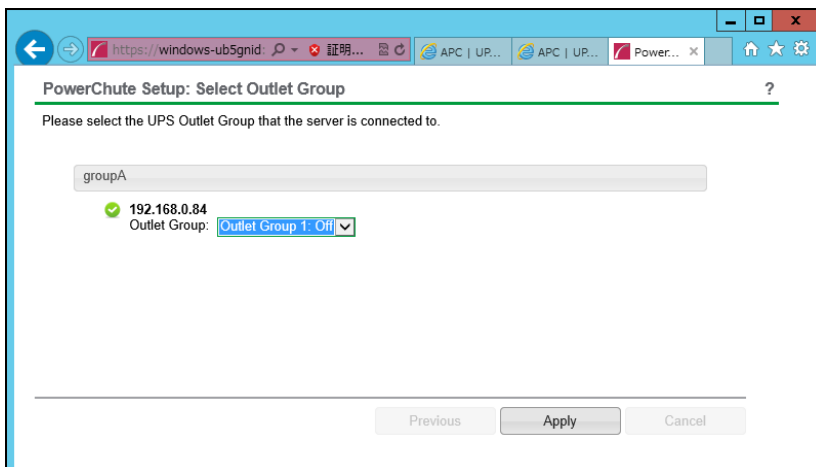 https://windows-ub5gnid: 証明... APC | UP... APC | UP... Power...
PowerChute Setup: Select Outlet Group ?
Please select the UPS Outlet Group that the server is connected to.
groupA
192.168.0.84
Outlet Group: Outlet Group 1: Off
Previous Apply Cancel